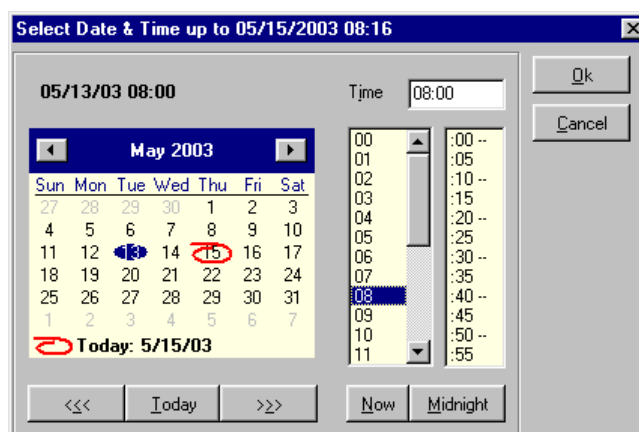 Select Date & Time up to 05/15/2003 08:16
Ok
Cancel
05/13/03 08:00
Time 08:00
May 2003
Sun Mon Tue Wed Thu Fri Sat
27 28 29 30 1 2 3
4 5 6 7 8 9 10
11 12 13 14 15 16 17
18 19 20 21 22 23 24
25 26 27 28 29 30 31
1 2 3 4 5 6 7
Today: 5/15/03
00
01
02
03
04
05
06
07
08
09
10
11
:00 --
:05
:10 --
:15
:20 --
:25
:30 --
:35
:40 --
:45
:50 --
:55
<<< Today >>> Now Midnight